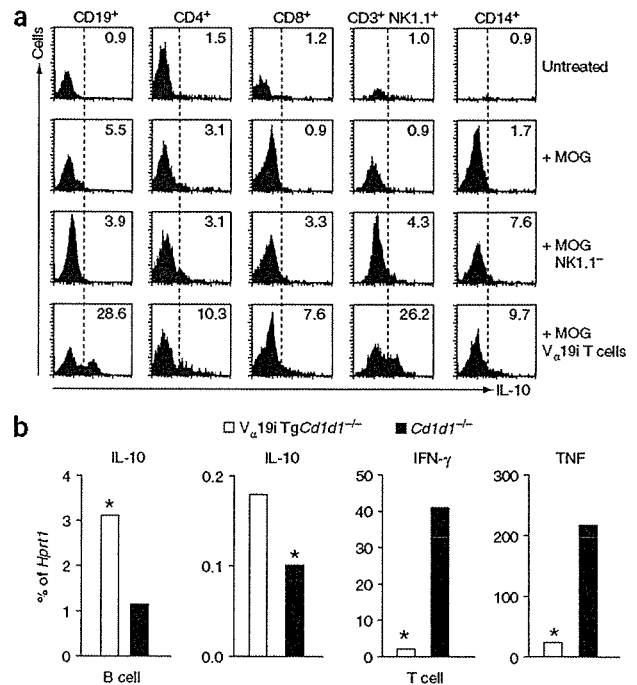 a
CD19⁺ CD4⁺ CD8⁺ CD3⁺ NK1.1⁺ CD14⁺
Cells
0.9 1.5 1.2 1.0 0.9 Untreated
5.5 3.1 0.9 0.9 1.7 + MOG
3.9 3.1 3.3 4.3 7.6 + MOG
NK1.1⁻
28.6 10.3 7.6 26.2 9.7 + MOG
Vα19i T cells
IL-10
b
Vα19i TgCd1d1⁻/⁻ Cd1d1⁻/⁻
IL-10 IL-10 IFN-γ TNF
% of Hprt1
4 3 2 1 0
0.2 0.1 0.0
50 40 30 20 10 0
300 200 100 0
* * * *
B cell T cell